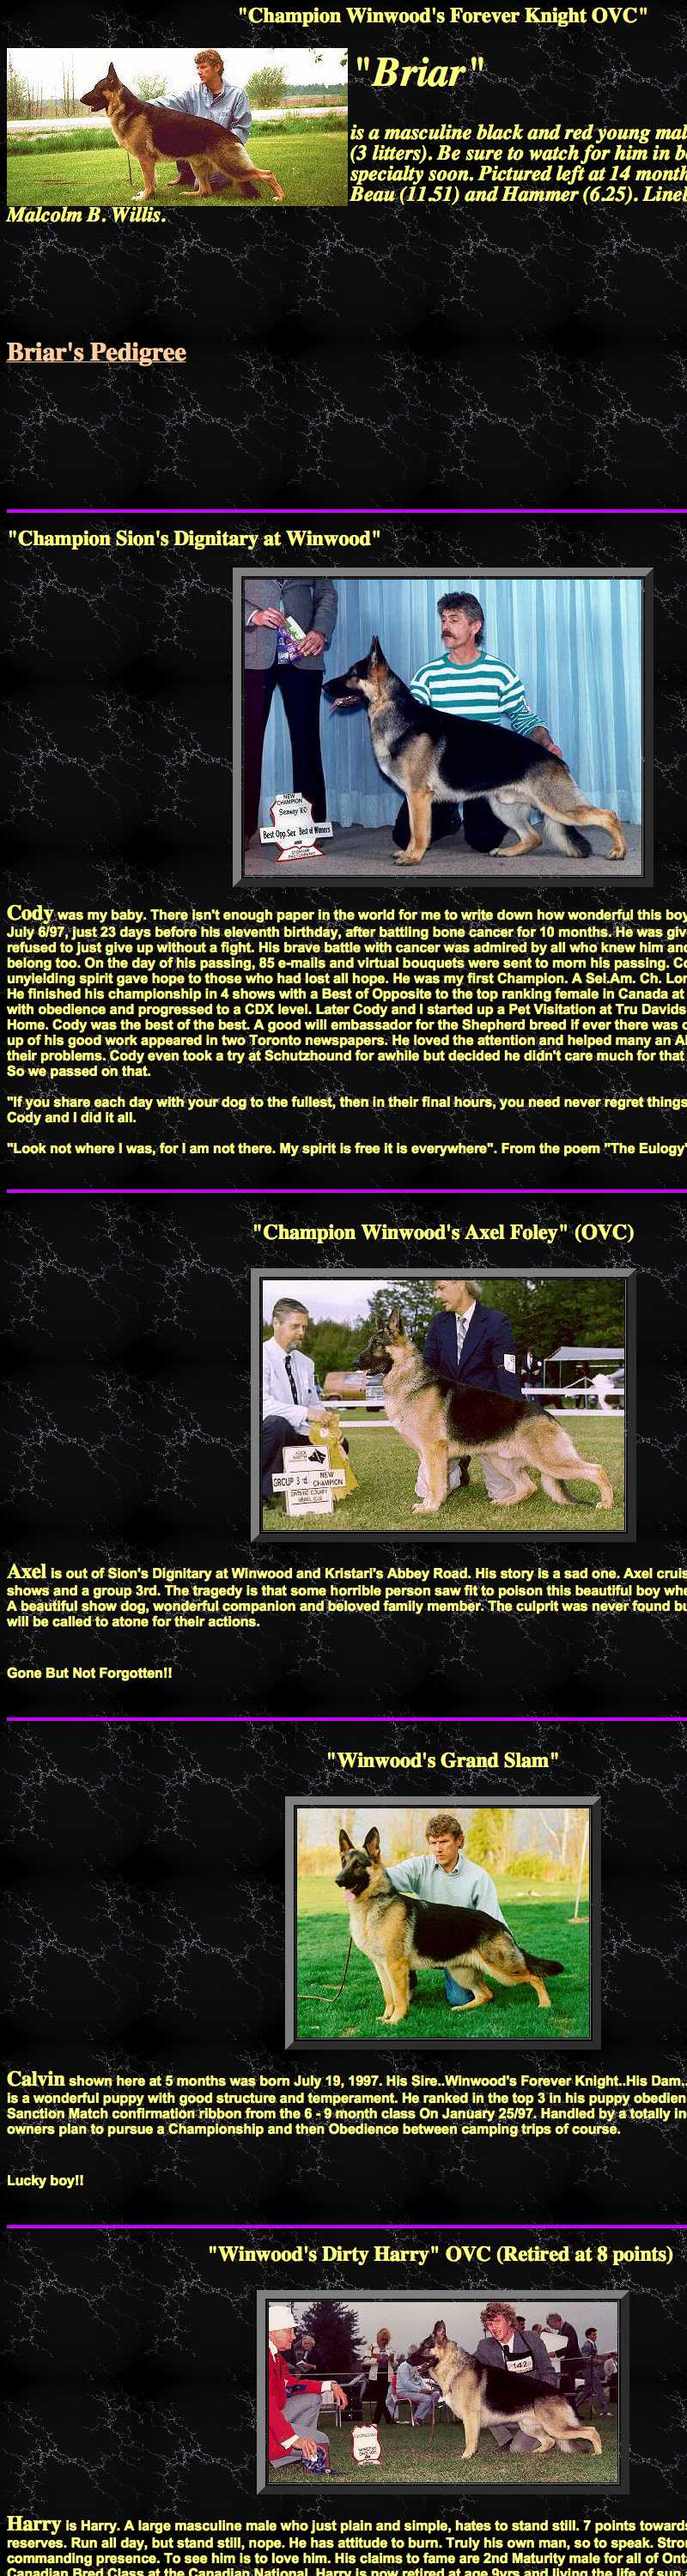 "Champion Winwood's Forever Knight OVC"
"Briar"
is a masculine black and red young mal
(3 litters). Be sure to watch for him in b
specialty soon. Pictured left at 14 month
Beau (11.51) and Hammer (6.25). Linel
Malcolm B. Willis.
Briar's Pedigree
"Champion Sion's Dignitary at Winwood"
NEW
CHAMPION
Seaway KC
Best Opp. Sex Best of Winners
Cody was my baby. There isn't enough paper in the world for me to write down how wonderful this boy
July 6/97, just 23 days before his eleventh birthday, after battling bone cancer for 10 months. He was giv
refused to just give up without a fight. His brave battle with cancer was admired by all who knew him and
belong too. On the day of his passing, 85 e-mails and virtual bouquets were sent to morn his passing. Co
unyielding spirit gave hope to those who had lost all hope. He was my first Champion. A Sel.Am. Ch. Lor
He finished his championship in 4 shows with a Best of Opposite to the top ranking female in Canada at
with obedience and progressed to a CDX level. Later Cody and I started up a Pet Visitation at Tru Davids
Home. Cody was the best of the best. A good will embassador for the Shepherd breed if ever there was o
up of his good work appeared in two Toronto newspapers. He loved the attention and helped many an Al
their problems. Cody even took a try at Schutzhound for awhile but decided he didn't care much for that
So we passed on that.
"If you share each day with your dog to the fullest, then in their final hours, you need never regret things
Cody and I did it all.
"Look not where I was, for I am not there. My spirit is free it is everywhere". From the poem "The Eulogy"
"Champion Winwood's Axel Foley" (OVC)
GROUP 3rd NEW
CHAMPION
Axel is out of Sion's Dignitary at Winwood and Kristari's Abbey Road. His story is a sad one. Axel cruis
shows and a group 3rd. The tragedy is that some horrible person saw fit to poison this beautiful boy whe
A beautiful show dog, wonderful companion and beloved family member. The culprit was never found bu
will be called to atone for their actions.
Gone But Not Forgotten!!
"Winwood's Grand Slam"
Calvin shown here at 5 months was born July 19, 1997. His Sire..Winwood's Forever Knight..His Dam..
is a wonderful puppy with good structure and temperament. He ranked in the top 3 in his puppy obedien
Sanction Match confirmation ribbon from the 6 - 9 month class On January 25/97. Handled by a totally in
owners plan to pursue a Championship and then Obedience between camping trips of course.
Lucky boy!!
"Winwood's Dirty Harry" OVC (Retired at 8 points)
142
Harry is Harry. A large masculine male who just plain and simple, hates to stand still. 7 points towards
reserves. Run all day, but stand still, nope. He has attitude to burn. Truly his own man, so to speak. Stro
commanding presence. To see him is to love him. His claims to fame are 2nd Maturity male for all of Ont
Canadian Bred Class at the Canadian National. Harry is now retired at age 9yrs and living the life of